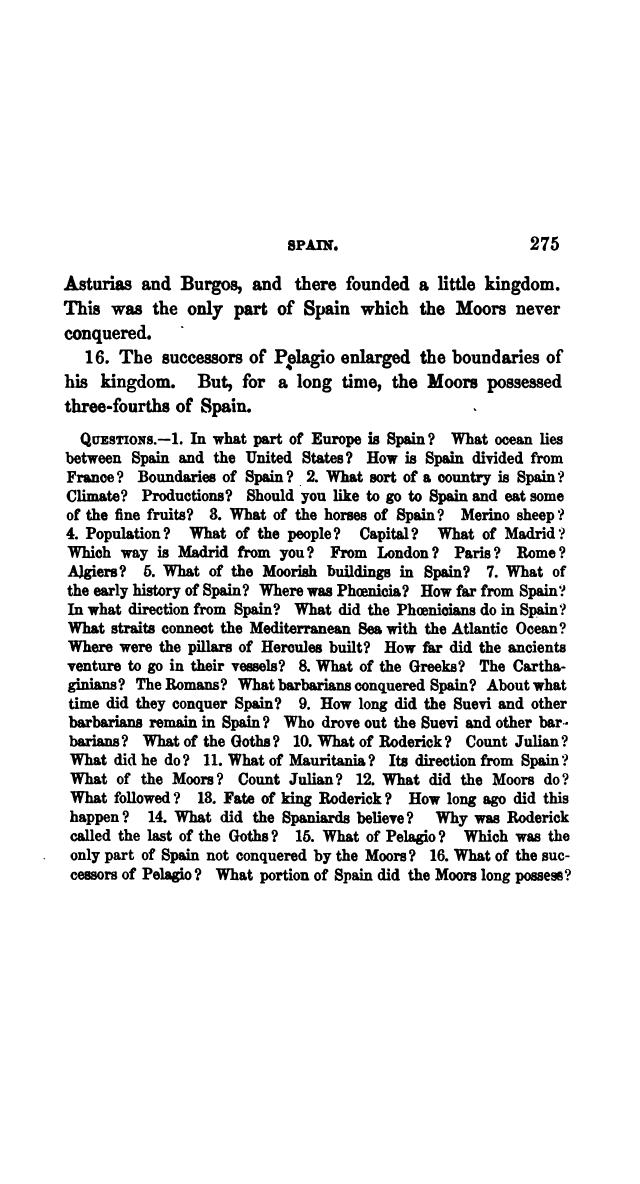 SPAIN. 275
Asturias and Burgos, and there founded a little kingdom.
This was the only part of Spain which the Moors never
conquered.
16. The successors of Pelagio enlarged the boundaries of
his kingdom. But, for a long time, the Moors possessed
three-fourths of Spain.
QUESTIONS.—1. In what part of Europe is Spain? What ocean lies
between Spain and the United States? How is Spain divided from
France? Boundaries of Spain? 2. What sort of a country is Spain?
Climate? Productions? Should you like to go to Spain and eat some
of the fine fruits? 3. What of the horses of Spain? Merino sheep?
4. Population? What of the people? Capital? What of Madrid?
Which way is Madrid from you? From London? Paris? Rome?
Algiers? 5. What of the Moorish buildings in Spain? 7. What of
the early history of Spain? Where was Phœnicia? How far from Spain?
In what direction from Spain? What did the Phœnicians do in Spain?
What straits connect the Mediterranean Sea with the Atlantic Ocean?
Where were the pillars of Hercules built? How far did the ancients
venture to go in their vessels? 8. What of the Greeks? The Cartha-
ginians? The Romans? What barbarians conquered Spain? About what
time did they conquer Spain? 9. How long did the Suevi and other
barbarians remain in Spain? Who drove out the Suevi and other bar-
barians? What of the Goths? 10. What of Roderick? Count Julian?
What did he do? 11. What of Mauritania? Its direction from Spain?
What of the Moors? Count Julian? 12. What did the Moors do?
What followed? 13. Fate of king Roderick? How long ago did this
happen? 14. What did the Spaniards believe? Why was Roderick
called the last of the Goths? 15. What of Pelagio? Which was the
only part of Spain not conquered by the Moors? 16. What of the suc-
cessors of Pelagio? What portion of Spain did the Moors long possess?